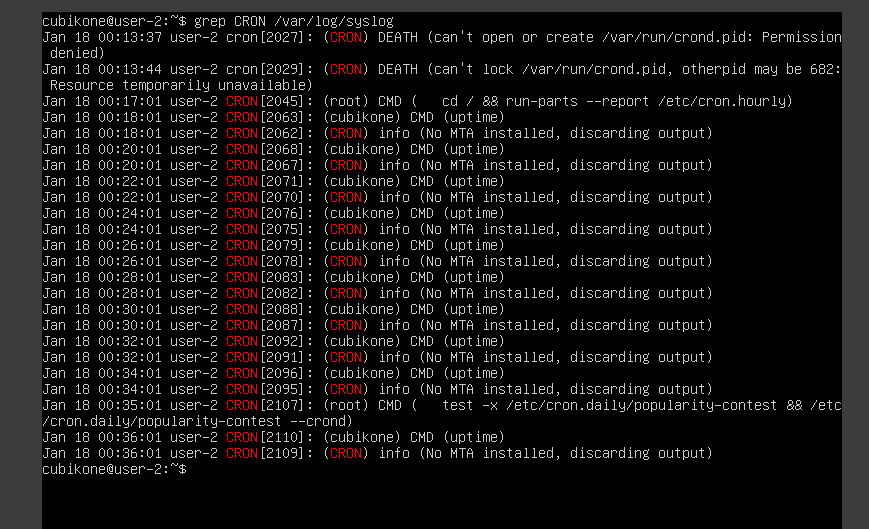 cubikone@user-2:~$ grep CRON /var/log/syslog
Jan 18 00:13:37 user-2 cron[2027]: (CRON) DEATH (can't open or create /var/run/crond.pid: Permission
 denied)
Jan 18 00:13:44 user-2 cron[2029]: (CRON) DEATH (can't lock /var/run/crond.pid, otherpid may be 682:
 Resource temporarily unavailable)
Jan 18 00:17:01 user-2 CRON[2045]: (root) CMD (   cd / && run-parts --report /etc/cron.hourly)
Jan 18 00:18:01 user-2 CRON[2063]: (cubikone) CMD (uptime)
Jan 18 00:18:01 user-2 CRON[2062]: (CRON) info (No MTA installed, discarding output)
Jan 18 00:20:01 user-2 CRON[2068]: (cubikone) CMD (uptime)
Jan 18 00:20:01 user-2 CRON[2067]: (CRON) info (No MTA installed, discarding output)
Jan 18 00:22:01 user-2 CRON[2071]: (cubikone) CMD (uptime)
Jan 18 00:22:01 user-2 CRON[2070]: (CRON) info (No MTA installed, discarding output)
Jan 18 00:24:01 user-2 CRON[2076]: (cubikone) CMD (uptime)
Jan 18 00:24:01 user-2 CRON[2075]: (CRON) info (No MTA installed, discarding output)
Jan 18 00:26:01 user-2 CRON[2079]: (cubikone) CMD (uptime)
Jan 18 00:26:01 user-2 CRON[2078]: (CRON) info (No MTA installed, discarding output)
Jan 18 00:28:01 user-2 CRON[2083]: (cubikone) CMD (uptime)
Jan 18 00:28:01 user-2 CRON[2082]: (CRON) info (No MTA installed, discarding output)
Jan 18 00:30:01 user-2 CRON[2088]: (cubikone) CMD (uptime)
Jan 18 00:30:01 user-2 CRON[2087]: (CRON) info (No MTA installed, discarding output)
Jan 18 00:32:01 user-2 CRON[2092]: (cubikone) CMD (uptime)
Jan 18 00:32:01 user-2 CRON[2091]: (CRON) info (No MTA installed, discarding output)
Jan 18 00:34:01 user-2 CRON[2096]: (cubikone) CMD (uptime)
Jan 18 00:34:01 user-2 CRON[2095]: (CRON) info (No MTA installed, discarding output)
Jan 18 00:35:01 user-2 CRON[2107]: (root) CMD (   test -x /etc/cron.daily/popularity-contest && /etc
/cron.daily/popularity-contest --crond)
Jan 18 00:36:01 user-2 CRON[2110]: (cubikone) CMD (uptime)
Jan 18 00:36:01 user-2 CRON[2109]: (CRON) info (No MTA installed, discarding output)
cubikone@user-2:~$